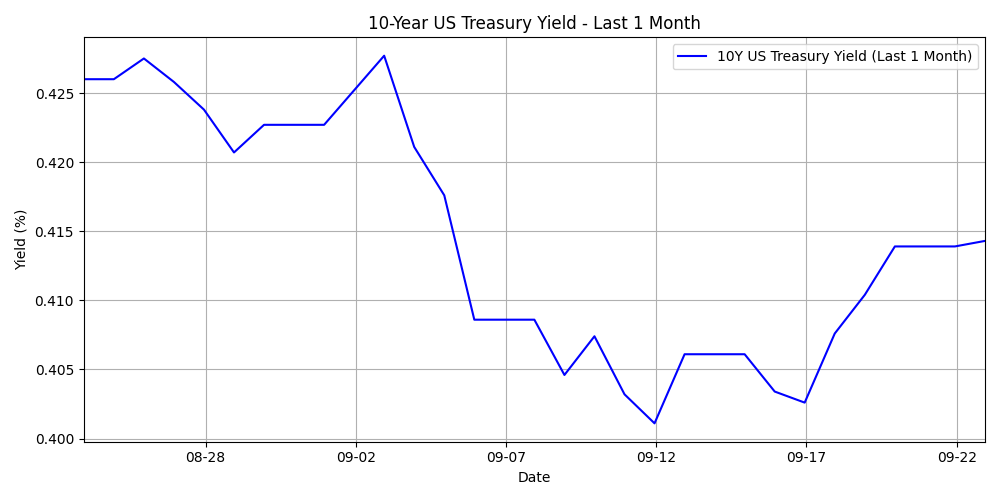 10-Year US Treasury Yield - Last 1 Month
10Y US Treasury Yield (Last 1 Month)
Yield (%)
0.425
0.420
0.415
0.410
0.405
0.400
08-28 09-02 09-07 09-12 09-17 09-22
Date